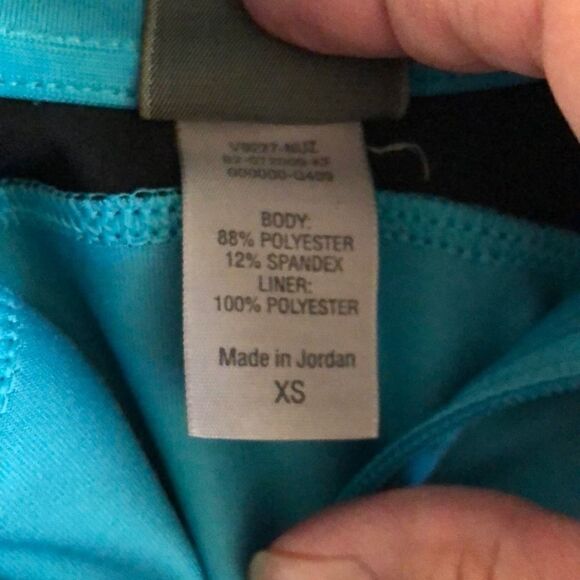 BODY:
88% POLYESTER
12% SPANDEX
LINER:
100% POLYESTER
Made in Jordan
XS